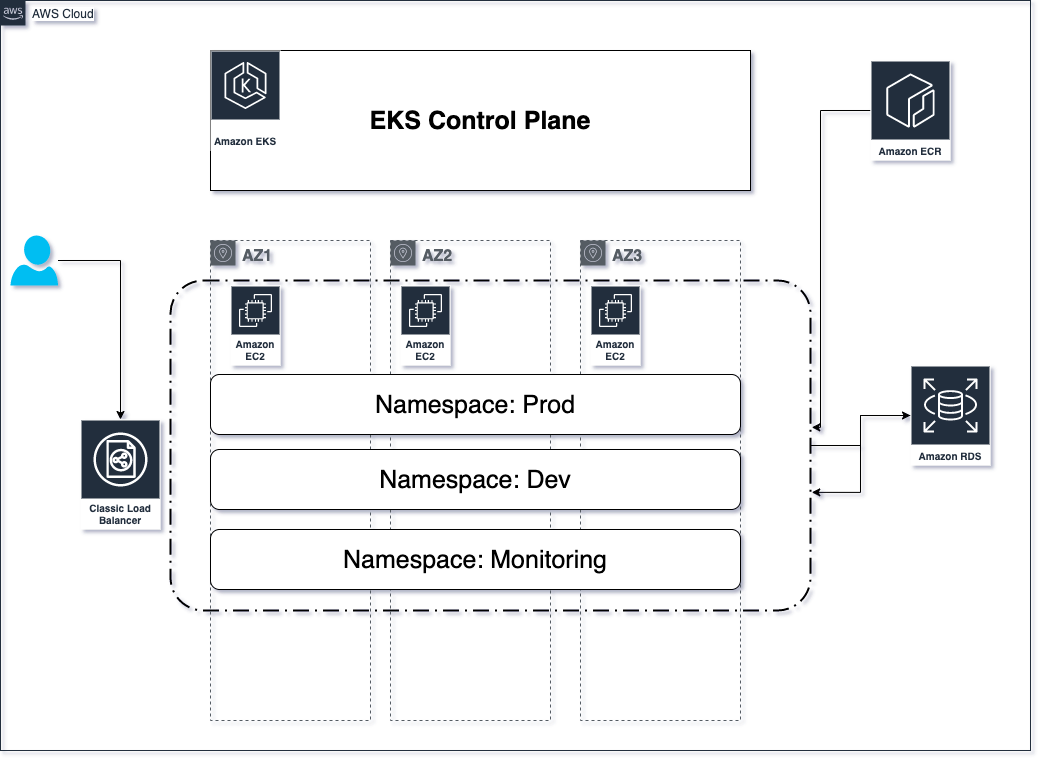 aws
AWS Cloud
Amazon EKS
EKS Control Plane
Amazon ECR
AZ1
AZ2
AZ3
Amazon
EC2
Amazon
EC2
Amazon
EC2
Namespace: Prod
Namespace: Dev
Namespace: Monitoring
Classic Load
Balancer
Amazon RDS